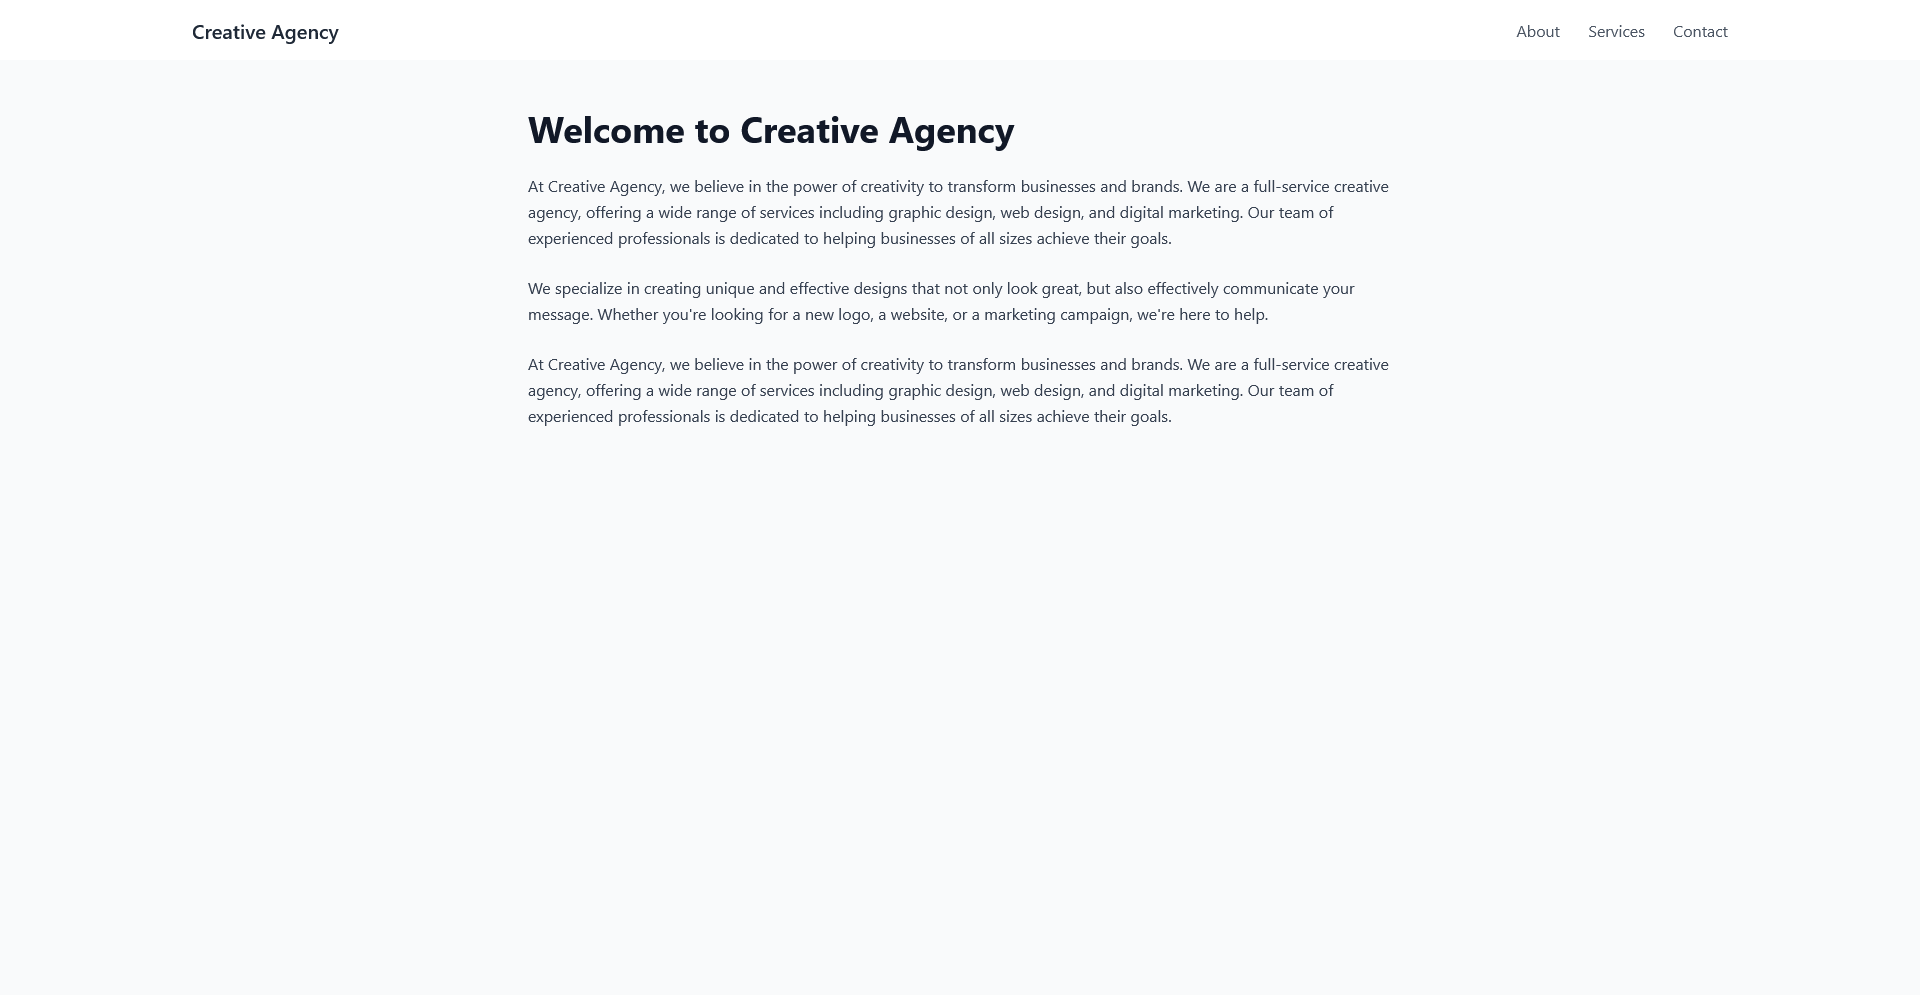 Creative Agency
About Services Contact
Welcome to Creative Agency
At Creative Agency, we believe in the power of creativity to transform businesses and brands. We are a full-service creative
agency, offering a wide range of services including graphic design, web design, and digital marketing. Our team of
experienced professionals is dedicated to helping businesses of all sizes achieve their goals.
We specialize in creating unique and effective designs that not only look great, but also effectively communicate your
message. Whether you're looking for a new logo, a website, or a marketing campaign, we're here to help.
At Creative Agency, we believe in the power of creativity to transform businesses and brands. We are a full-service creative
agency, offering a wide range of services including graphic design, web design, and digital marketing. Our team of
experienced professionals is dedicated to helping businesses of all sizes achieve their goals.